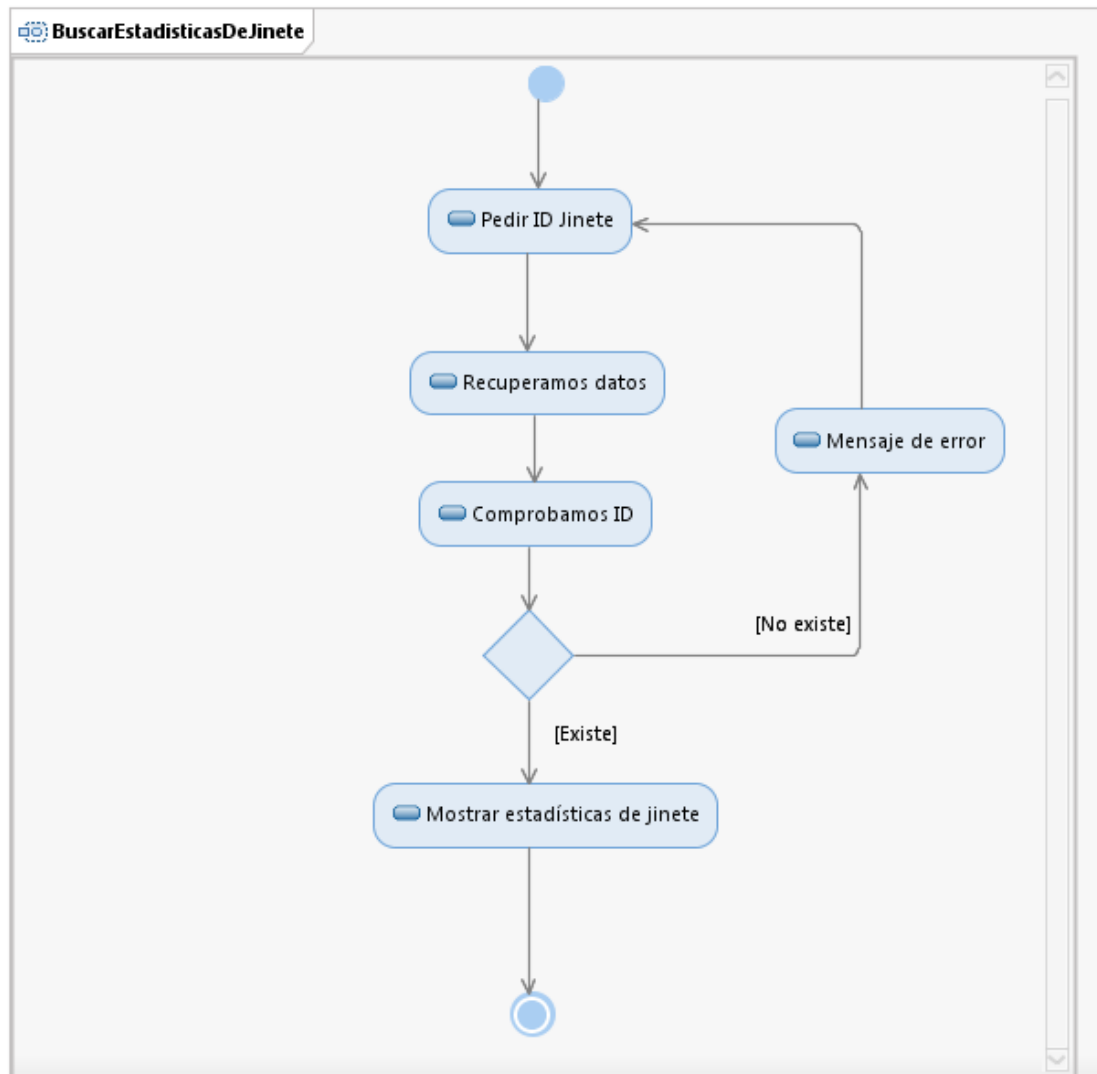 BuscarEstadisticasDeJinete
Pedir ID Jinete
Recuperamos datos
Mensaje de error
Comprobamos ID
[No existe]
[Existe]
Mostrar estadísticas de jinete